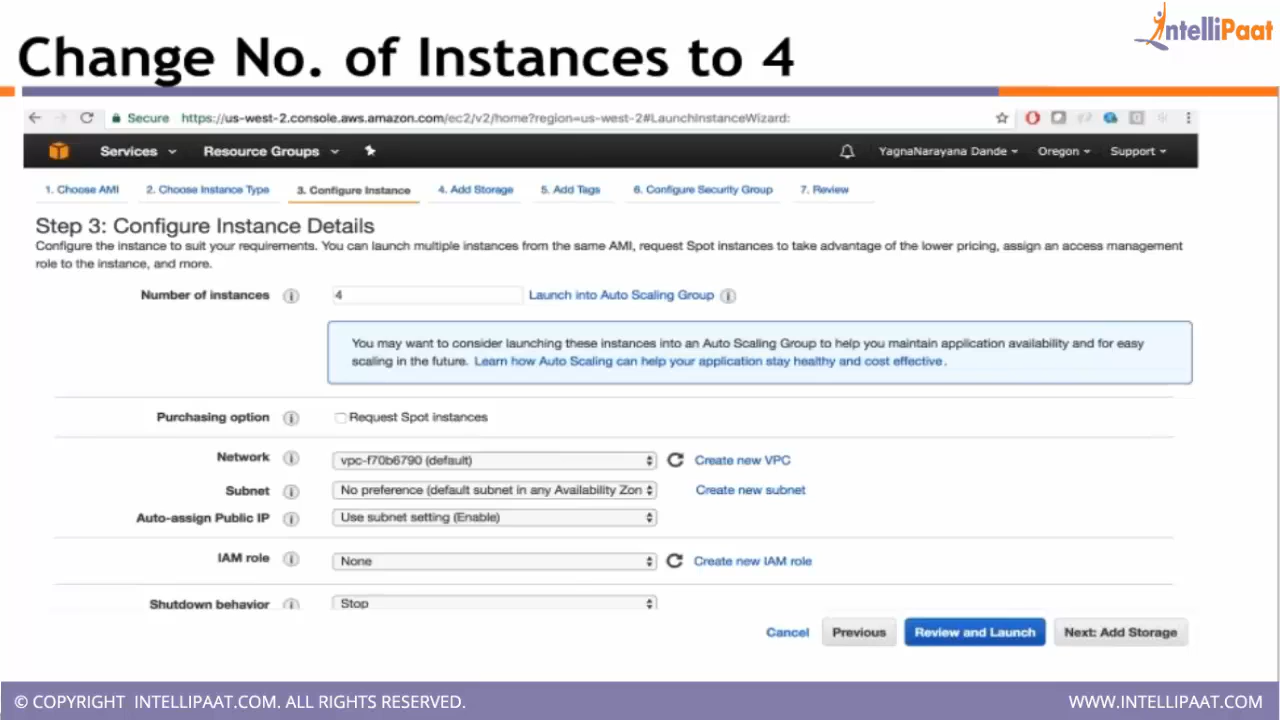 IntelliPaat
Change No. of Instances to 4
Secure https://us-west-2.console.aws.amazon.com/ec2/v2/home?region=us-west-2#LaunchInstanceWizard:
Services Resource Groups YagnaNarayana Dande Oregon Support
1. Choose AMI 2. Choose Instance Type 3. Configure Instance 4. Add Storage 5. Add Tags 6. Configure Security Group 7. Review
Step 3: Configure Instance Details
Configure the instance to suit your requirements. You can launch multiple instances from the same AMI, request Spot instances to take advantage of the lower pricing, assign an access management
role to the instance, and more.
Number of instances 4 Launch into Auto Scaling Group
You may want to consider launching these instances into an Auto Scaling Group to help you maintain application availability and for easy
scaling in the future. Learn how Auto Scaling can help your application stay healthy and cost effective.
Purchasing option Request Spot instances
Network vpc-f70b6790 (default) Create new VPC
Subnet No preference (default subnet in any Availability Zon Create new subnet
Auto-assign Public IP Use subnet setting (Enable)
IAM role None Create new IAM role
Shutdown behavior Stop
Cancel Previous Review and Launch Next: Add Storage
© COPYRIGHT INTELLIPAAT.COM. ALL RIGHTS RESERVED. WWW.INTELLIPAAT.COM